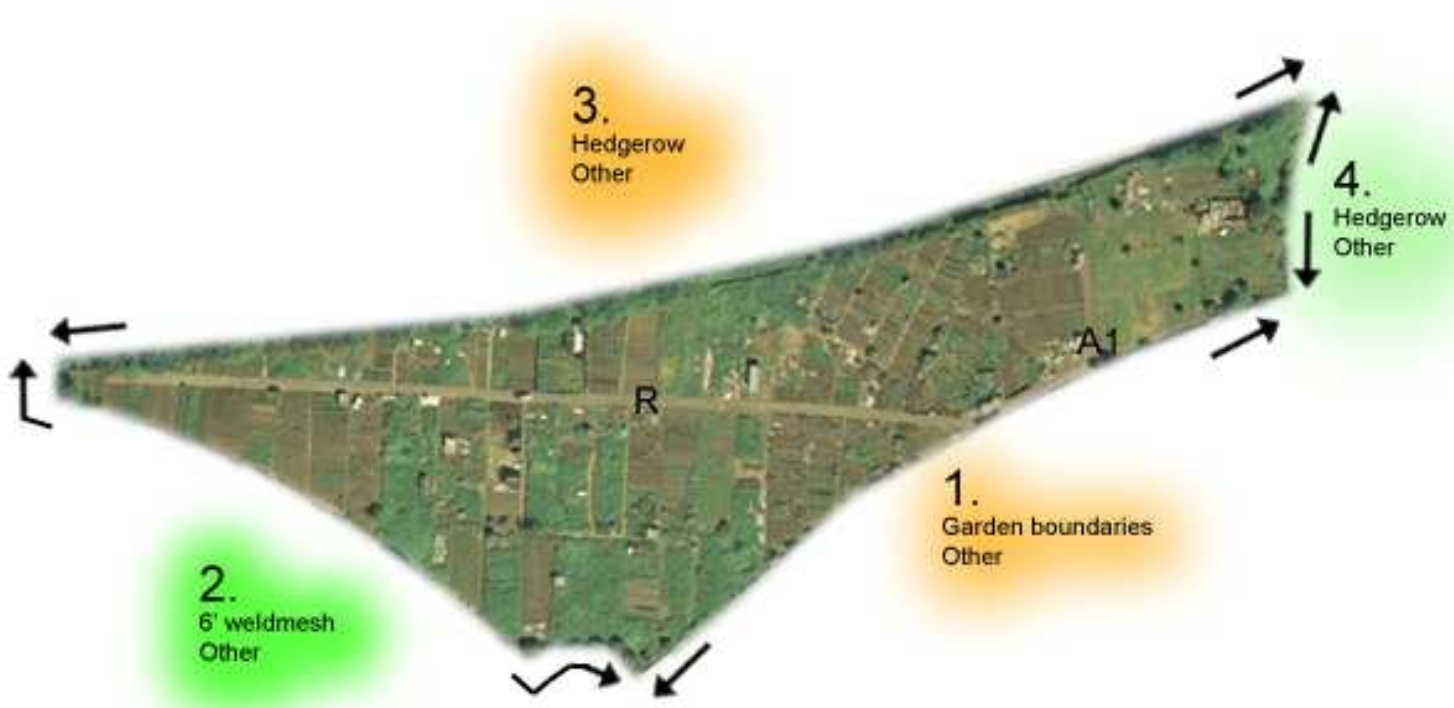 3.
Hedgerow
Other
4.
Hedgerow
Other
A1
R
1.
Garden boundaries
Other
2.
6' weldmesh
Other